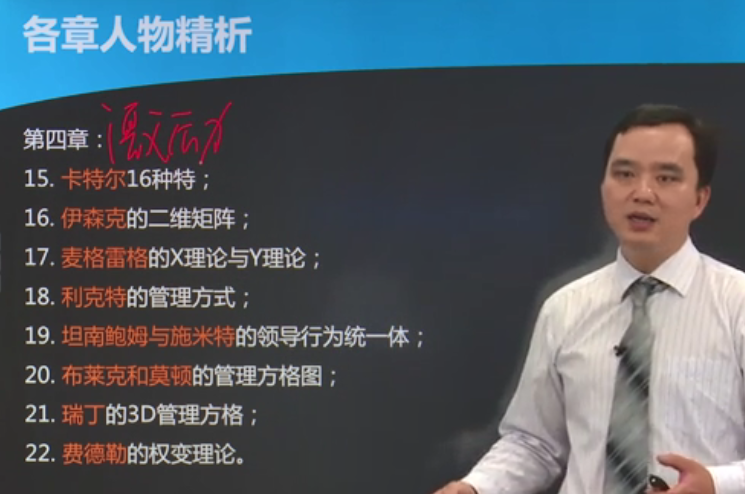 各章人物精析
第四章：
15. 卡特尔16种特；
16. 伊森克的二维矩阵；
17. 麦格雷格的X理论与Y理论；
18. 利克特的管理方式；
19. 坦南鲍姆与施米特的领导行为统一体；
20. 布莱克和莫顿的管理方格图；
21. 瑞丁的3D管理方格；
22. 费德勒的权变理论。